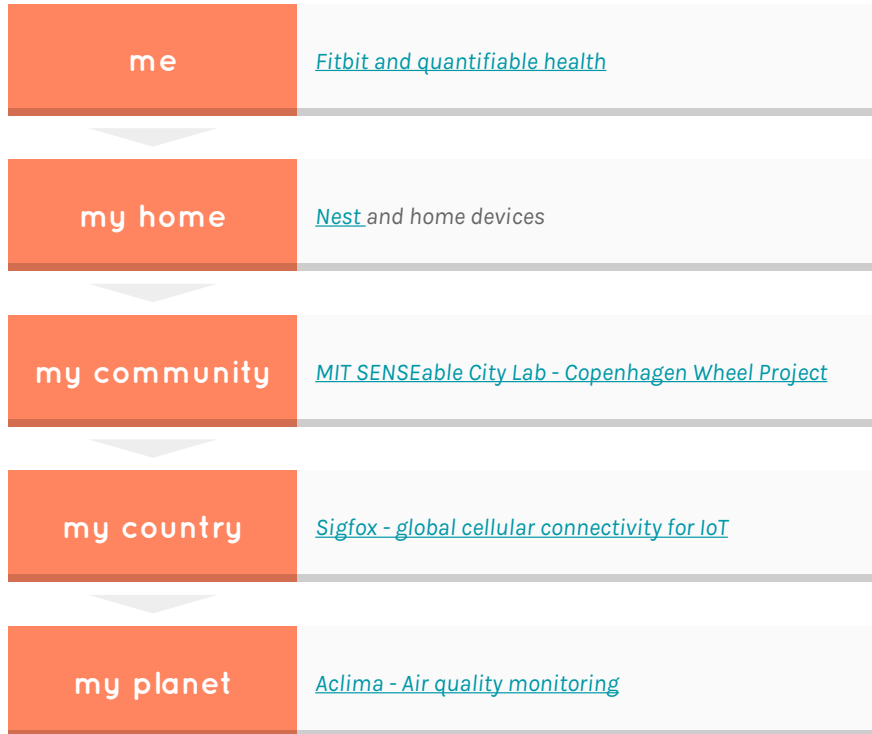 me
Fitbit and quantifiable health
my home
Nest and home devices
my community
MIT SENSEable City Lab - Copenhagen Wheel Project
my country
Sigfox - global cellular connectivity for IoT
my planet
Aclima - Air quality monitoring